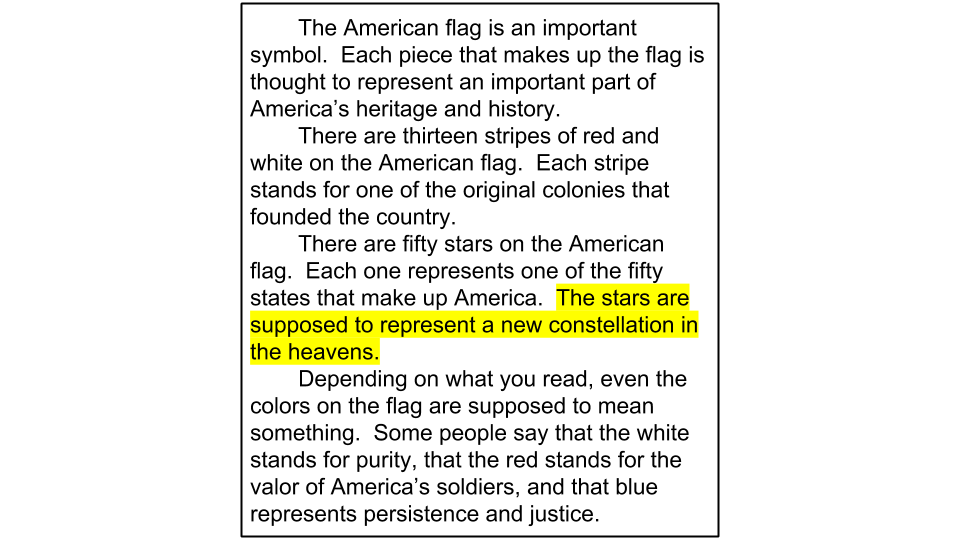 The American flag is an important
symbol.  Each piece that makes up the flag is
thought to represent an important part of
America’s heritage and history.
There are thirteen stripes of red and
white on the American flag.  Each stripe
stands for one of the original colonies that
founded the country.
There are fifty stars on the American
flag.  Each one represents one of the fifty
states that make up America.  The stars are
supposed to represent a new constellation in
the heavens.
Depending on what you read, even the
colors on the flag are supposed to mean
something.  Some people say that the white
stands for purity, that the red stands for the
valor of America’s soldiers, and that blue
represents persistence and justice.